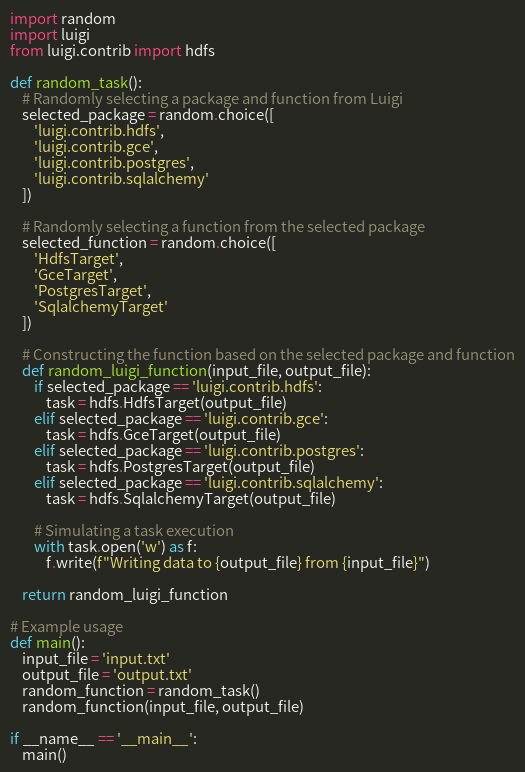 import random
import luigi
from luigi.contrib import hdfs

def random_task():
    # Randomly selecting a package and function from Luigi
    selected_package = random.choice([
        'luigi.contrib.hdfs',
        'luigi.contrib.gce',
        'luigi.contrib.postgres',
        'luigi.contrib.sqlalchemy'
    ])

    # Randomly selecting a function from the selected package
    selected_function = random.choice([
        'HdfsTarget',
        'GceTarget',
        'PostgresTarget',
        'SqlalchemyTarget'
    ])

    # Constructing the function based on the selected package and function
    def random_luigi_function(input_file, output_file):
        if selected_package == 'luigi.contrib.hdfs':
            task = hdfs.HdfsTarget(output_file)
        elif selected_package == 'luigi.contrib.gce':
            task = hdfs.GceTarget(output_file)
        elif selected_package == 'luigi.contrib.postgres':
            task = hdfs.PostgresTarget(output_file)
        elif selected_package == 'luigi.contrib.sqlalchemy':
            task = hdfs.SqlalchemyTarget(output_file)

        # Simulating a task execution
        with task.open('w') as f:
            f.write(f"Writing data to {output_file} from {input_file}")

    return random_luigi_function

# Example usage
def main():
    input_file = 'input.txt'
    output_file = 'output.txt'
    random_function = random_task()
    random_function(input_file, output_file)

if __name__ == '__main__':
    main()